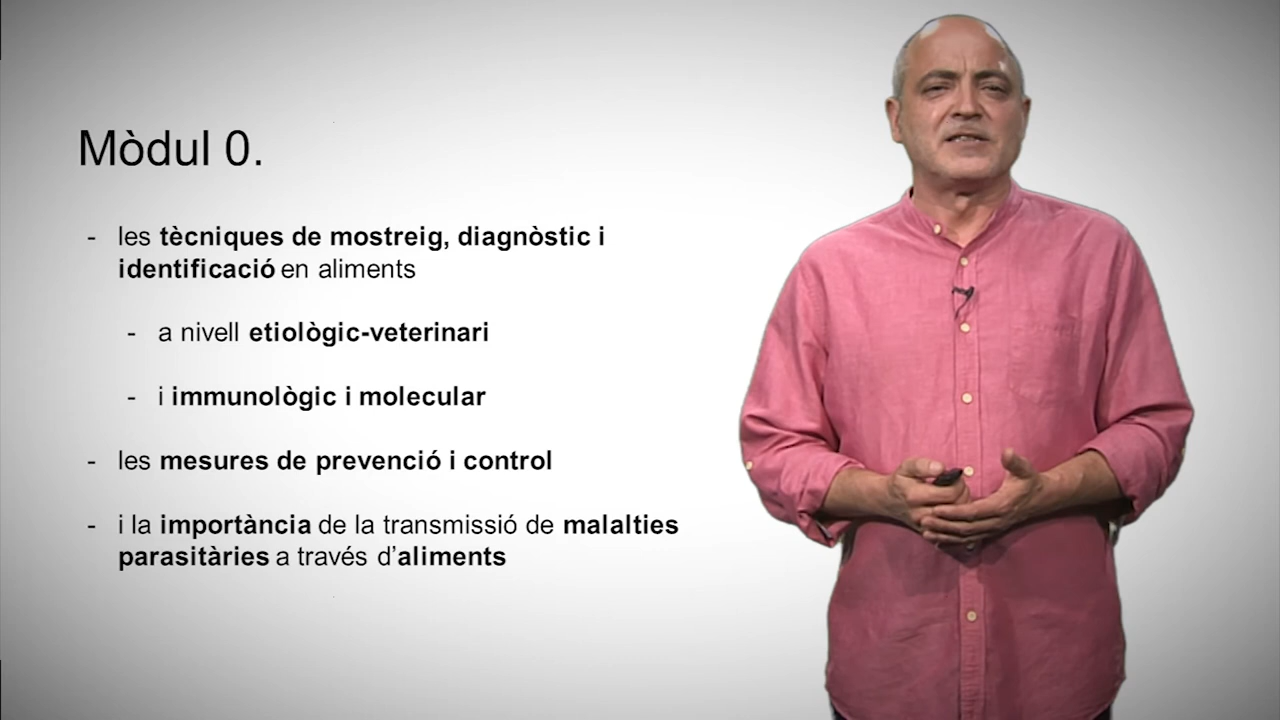 Mòdul 0.
- les tècniques de mostreig, diagnòstic i
identificació en aliments
- a nivell etiològic-veterinari
- i immunològic i molecular
- les mesures de prevenció i control
- i la importància de la transmissió de malalties
parasitàries a través d’aliments